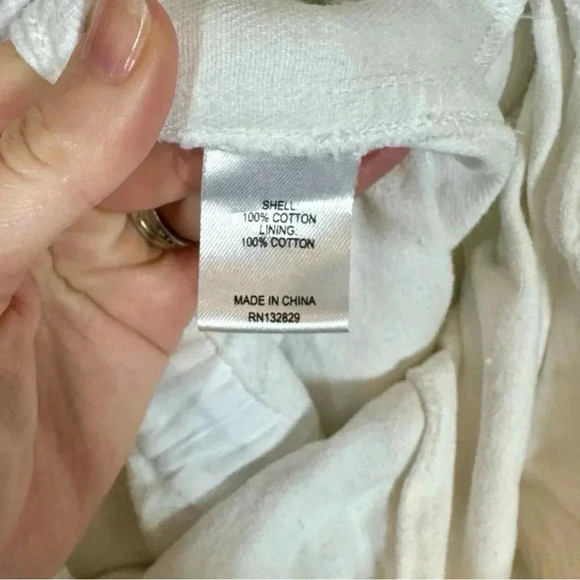 SHELL
100% COTTON
LINING
100% COTTON
MADE IN CHINA
RN132829